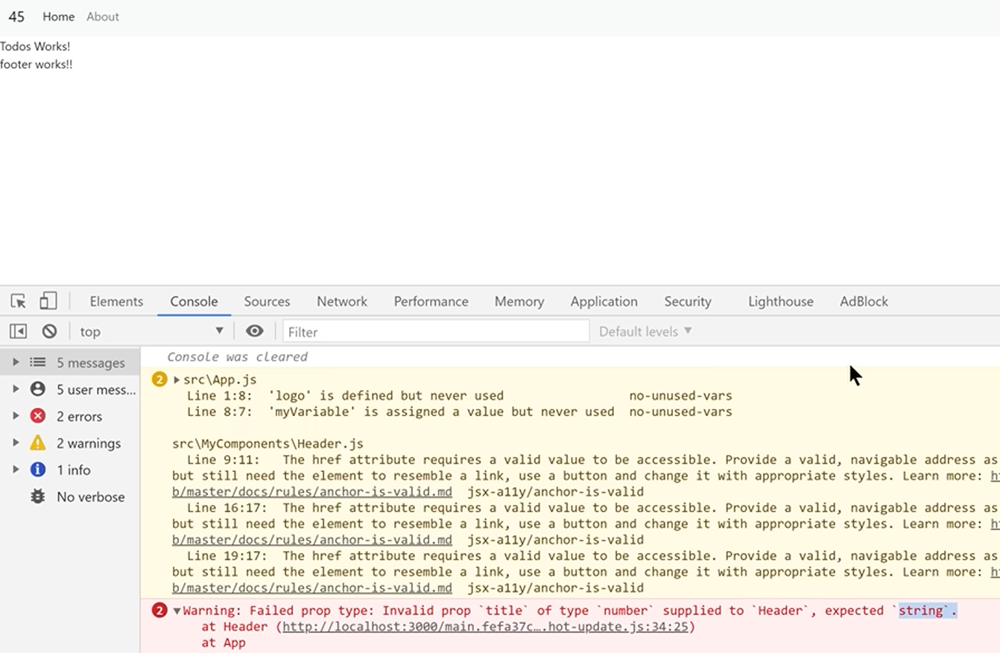 45 Home About
Todos Works!
footer works!!
Elements Console Sources Network Performance Memory Application Security Lighthouse AdBlock
top Filter Default levels
5 messages
5 user mess...
2 errors
2 warnings
1 info
No verbose
Console was cleared
2 src\App.js
Line 1:8: 'logo' is defined but never used no-unused-vars
Line 8:7: 'myVariable' is assigned a value but never used no-unused-vars
src\MyComponents\Header.js
Line 9:11: The href attribute requires a valid value to be accessible. Provide a valid, navigable address as
but still need the element to resemble a link, use a button and change it with appropriate styles. Learn more:
b/master/docs/rules/anchor-is-valid.md jsx-a11y/anchor-is-valid
Line 16:17: The href attribute requires a valid value to be accessible. Provide a valid, navigable address as
but still need the element to resemble a link, use a button and change it with appropriate styles. Learn more:
b/master/docs/rules/anchor-is-valid.md jsx-a11y/anchor-is-valid
Line 19:17: The href attribute requires a valid value to be accessible. Provide a valid, navigable address as
but still need the element to resemble a link, use a button and change it with appropriate styles. Learn more:
b/master/docs/rules/anchor-is-valid.md jsx-a11y/anchor-is-valid
2 Warning: Failed prop type: Invalid prop `title` of type `number` supplied to `Header`, expected `string`.
at Header (http://localhost:3000/main.fefa37c….hot-update.js:34:25)
at App